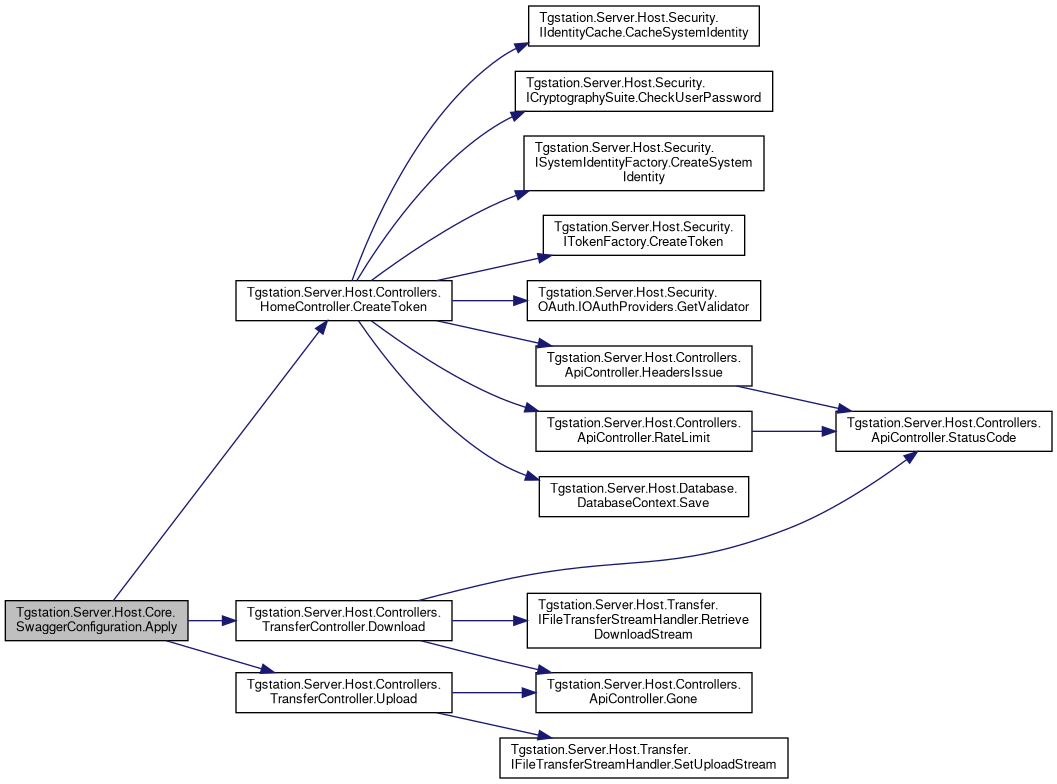 Tgstation.Server.Host.Security.
IIdentityCache.CacheSystemIdentity
Tgstation.Server.Host.Security.
ICryptographySuite.CheckUserPassword
Tgstation.Server.Host.Security.
ISystemIdentityFactory.CreateSystem
Identity
Tgstation.Server.Host.Security.
ITokenFactory.CreateToken
Tgstation.Server.Host.Controllers.
HomeController.CreateToken
Tgstation.Server.Host.Security.
OAuth.IOAuthProviders.GetValidator
Tgstation.Server.Host.Controllers.
ApiController.HeadersIssue
Tgstation.Server.Host.Controllers.
ApiController.RateLimit
Tgstation.Server.Host.Controllers.
ApiController.StatusCode
Tgstation.Server.Host.Database.
DatabaseContext.Save
Tgstation.Server.Host.Core.
SwaggerConfiguration.Apply
Tgstation.Server.Host.Controllers.
TransferController.Download
Tgstation.Server.Host.Transfer.
IFileTransferStreamHandler.Retrieve
DownloadStream
Tgstation.Server.Host.Controllers.
TransferController.Upload
Tgstation.Server.Host.Controllers.
ApiController.Gone
Tgstation.Server.Host.Transfer.
IFileTransferStreamHandler.SetUploadStream